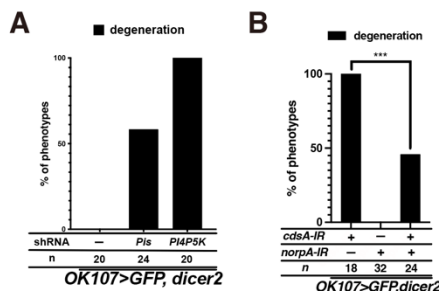 A
degeneration
% of phenotypes
100
50
0
shRNA – Pis PI4P5K
n 20 24 20
OK107>GFP, dicer2
B
degeneration
% of phenotypes
***
100
50
0
cdsA-IR + – +
norpA-IR – + +
n 18 32 24
OK107>GFP,dicer2